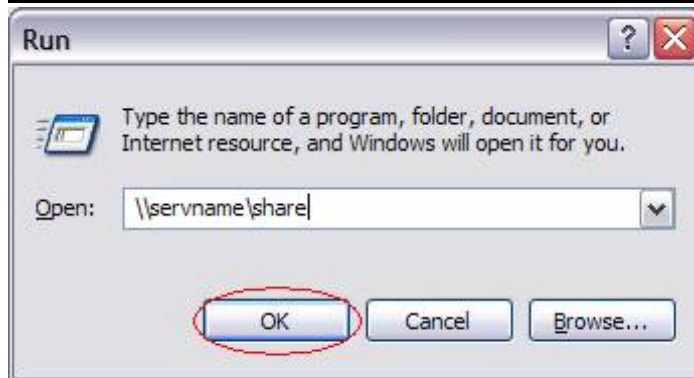 Run
Type the name of a program, folder, document, or
Internet resource, and Windows will open it for you.
Open: \\servname\share
OK Cancel Browse...